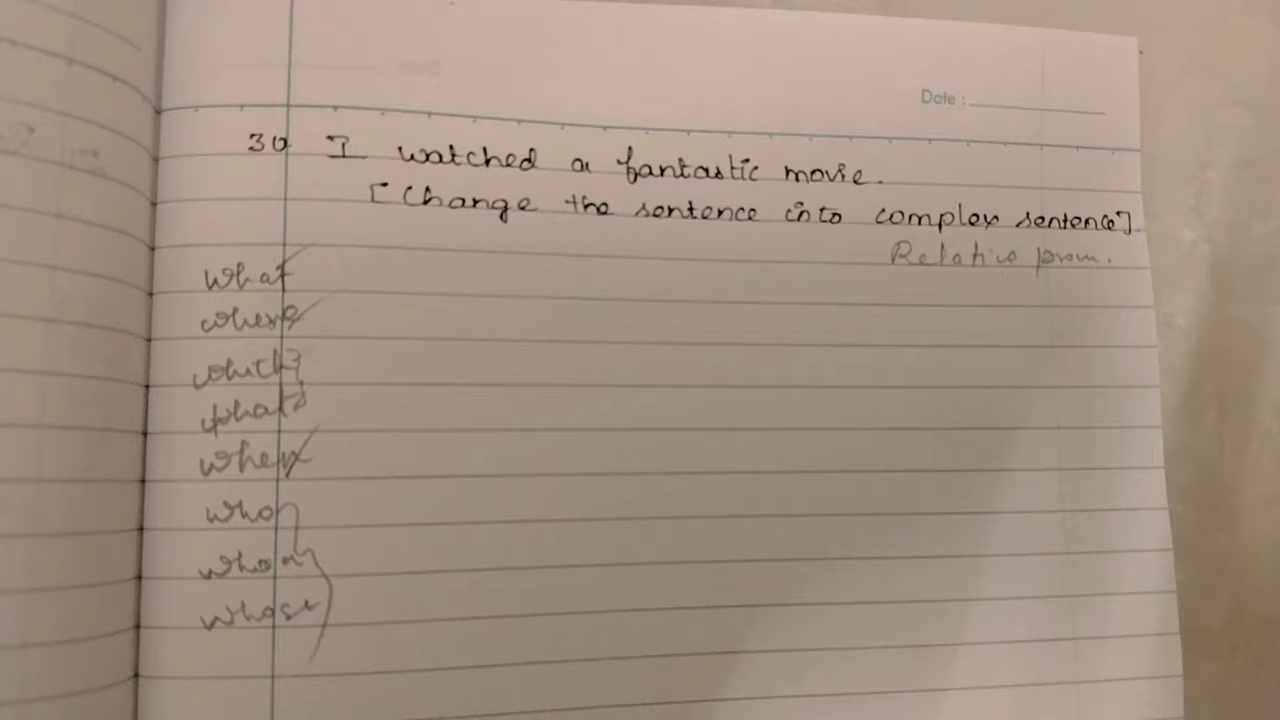 Date :
30 I watched a fantastic movie.
[Change the sentence into complex sentence].
Relative pron.
what
where
which
that
when
who
whom
whose